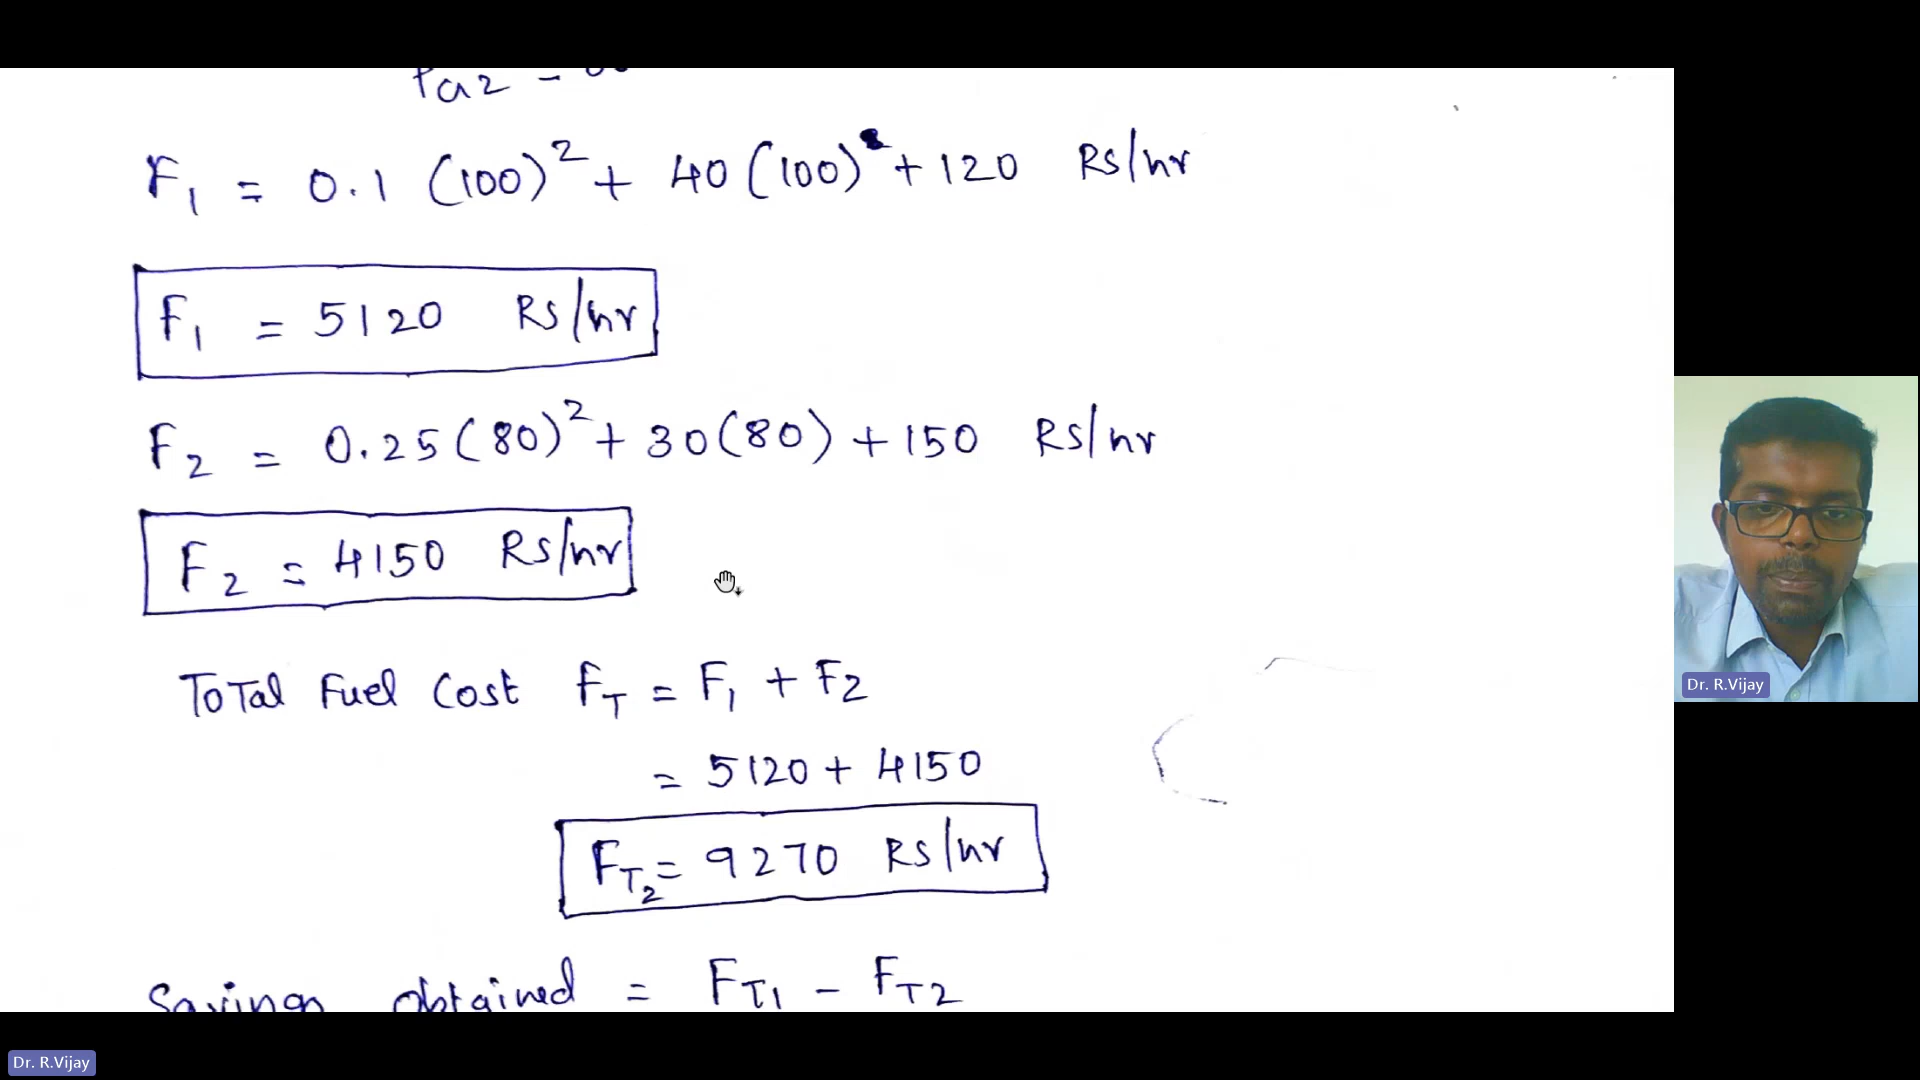 F1 = 0.1 (100)² + 40 (100) + 120 Rs/hr
F1 = 5120 Rs/hr
F2 = 0.25 (80)² + 30 (80) + 150 Rs/hr
F2 = 4150 Rs/hr
Total Fuel Cost FT = F1 + F2
= 5120 + 4150
FT2 = 9270 Rs/hr
Savings obtained = FT1 - FT2
Dr. R.Vijay
Dr. R.Vijay